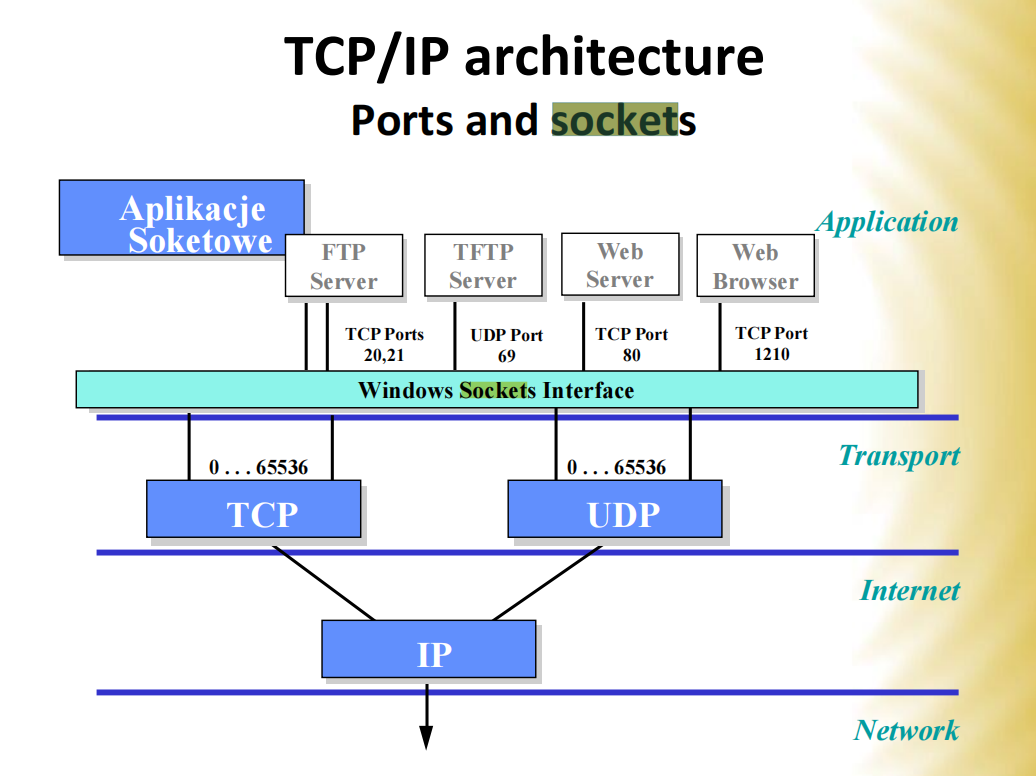 TCP/IP architecture
Ports and sockets
Aplikacje
Soketowe
Application
FTP
Server
TFTP
Server
Web
Server
Web
Browser
TCP Ports
20,21
UDP Port
69
TCP Port
80
TCP Port
1210
Windows Sockets Interface
Transport
0 . . . 65536
0 . . . 65536
TCP
UDP
Internet
IP
Network